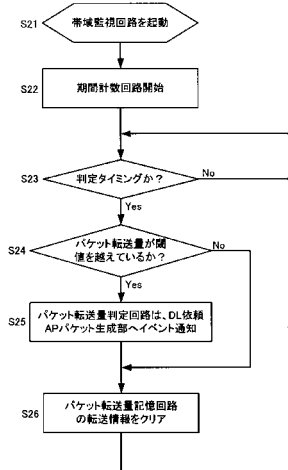 S21
帯域監視回路を起動
S22
期間計数回路開始
S23
判定タイミングか?
No
Yes
S24
パケット転送量が閾
値を越えているか?
No
Yes
S25
パケット転送量判定回路は、DL依頼
APパケット生成部へイベント通知
S26
パケット転送量記憶回路
の転送情報をクリア